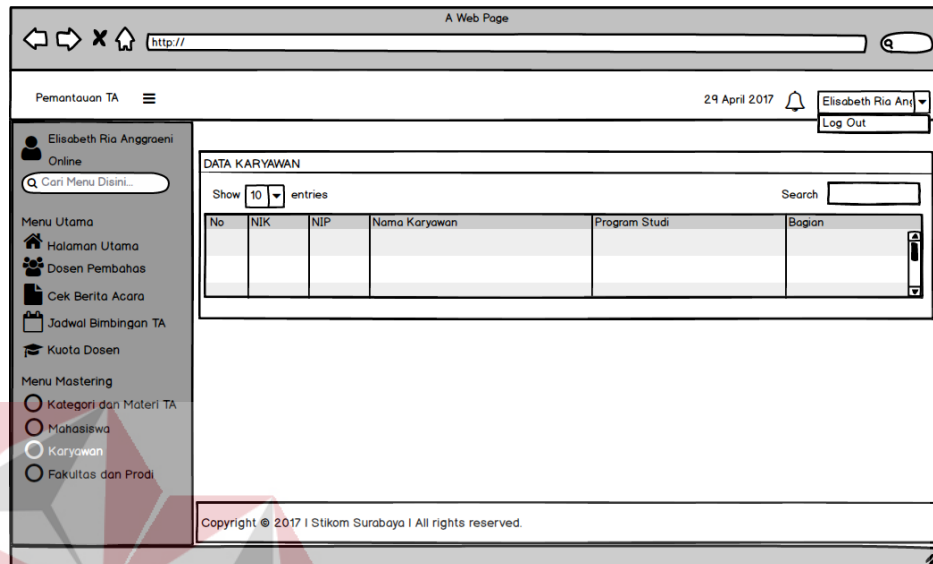 A Web Page
http://
Pemantauan TA
29 April 2017
Elisabeth Ria Ang
Log Out
Elisabeth Ria Anggraeni
Online
Cari Menu Disini...
Menu Utama
Halaman Utama
Dosen Pembahas
Cek Berita Acara
Jadwal Bimbingan TA
Kuota Dosen
Menu Mastering
Kategori dan Materi TA
Mahasiswa
Karyawan
Fakultas dan Prodi
DATA KARYAWAN
Show 10 entries
Search
No NIK NIP Nama Karyawan Program Studi Bagian
Copyright © 2017 | Stikom Surabaya | All rights reserved.